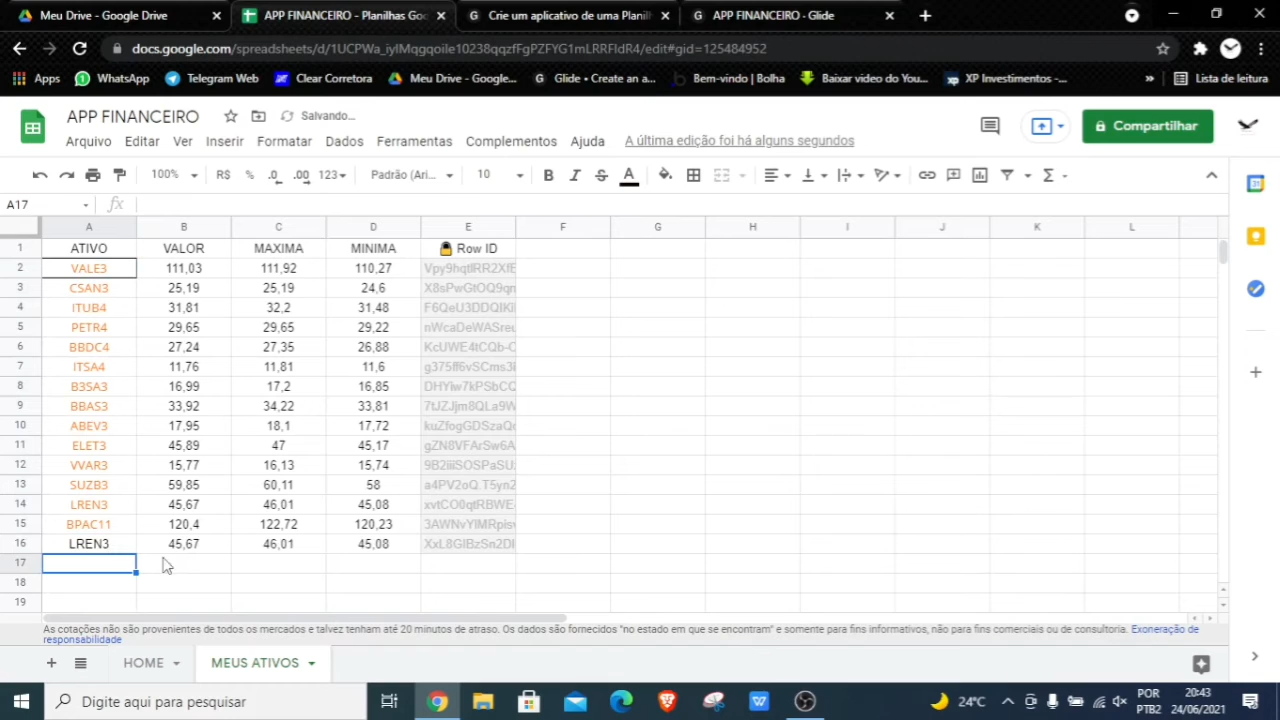 Meu Drive - Google Drive
APP FINANCEIRO - Planilhas Goo
Crie um aplicativo de uma Planil
APP FINANCEIRO - Glide
docs.google.com/spreadsheets/d/
/edit#gid=125484952
Apps
WhatsApp
Telegram Web
Clear Corretora
Meu Drive - Google...
Glide • Create an a...
Bem-vindo | Bolha
Baixar video do You...
XP Investimentos -...
»
Lista de leitura
APP FINANCEIRO
Salvando...
Compartilhar
Arquivo Editar Ver Inserir Formatar Dados Ferramentas Complementos Ajuda
A última edição foi há alguns segundos
100% R$ % .0 .00 123 Padrão (Ari... 10 B I S A Σ
A17 fx
A B C D E F G H I J K L
1 ATIVO VALOR MAXIMA MINIMA 🔒 Row ID
2 VALE3 111,03 111,92 110,27
3 CSAN3 25,19 25,19 24,6
4 ITUB4 31,81 32,2 31,48
5 PETR4 29,65 29,65 29,22
6 BBDC4 27,24 27,35 26,88
7 ITSA4 11,76 11,81 11,6
8 B3SA3 16,99 17,2 16,85
9 BBAS3 33,92 34,22 33,81
10 ABEV3 17,95 18,1 17,72
11 ELET3 45,89 47 45,17
12 VVAR3 15,77 16,13 15,74
13 SUZB3 59,85 60,11 58
14 LREN3 45,67 46,01 45,08
15 BPAC11 120,4 122,72 120,23
16 LREN3 45,67 46,01 45,08
17
18
19
As cotações não são provenientes de todos os mercados e talvez tenham até 20 minutos de atraso. Os dados são fornecidos "no estado em que se encontram" e somente para fins informativos, não para fins comerciais ou de consultoria. Exoneração de
responsabilidade
HOME
MEUS ATIVOS
Digite aqui para pesquisar
24°C
POR
PTB2
20:43
24/06/2021